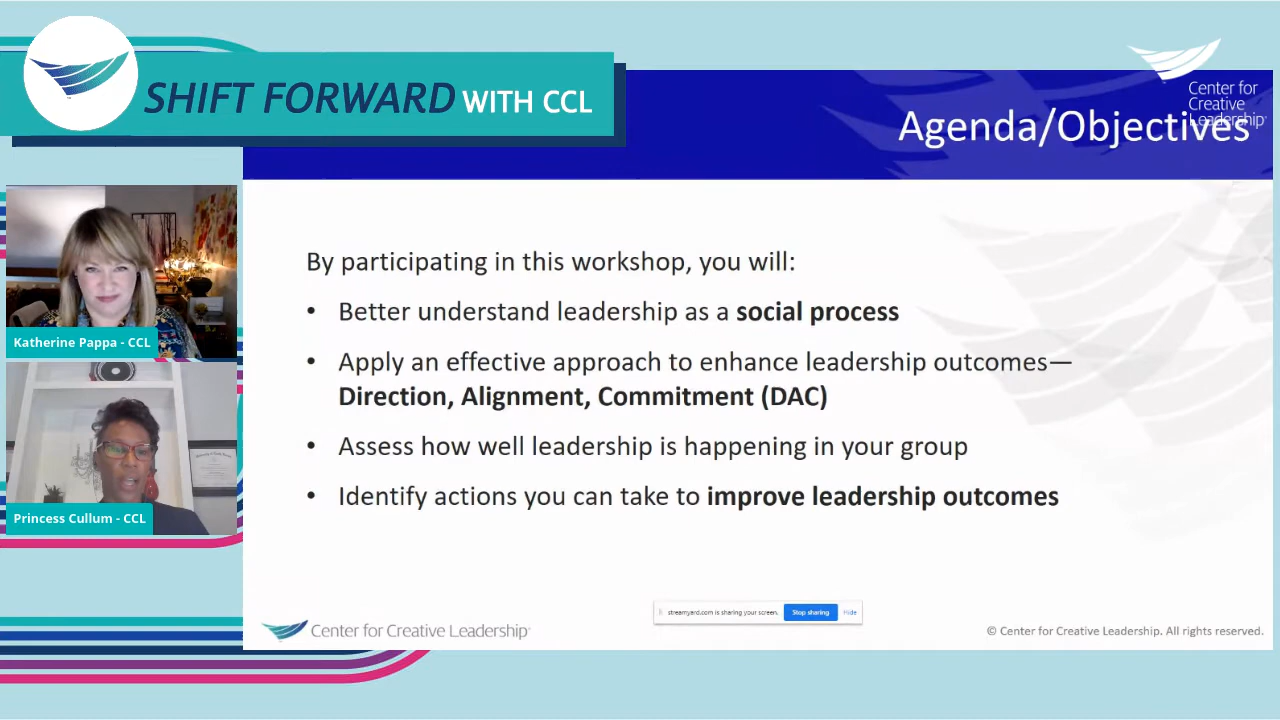 SHIFT FORWARD WITH CCL
Center for
Creative
Leadership
Agenda/Objectives
Katherine Pappa - CCL
Princess Cullum - CCL
By participating in this workshop, you will:
• Better understand leadership as a social process
• Apply an effective approach to enhance leadership outcomes—
Direction, Alignment, Commitment (DAC)
• Assess how well leadership is happening in your group
• Identify actions you can take to improve leadership outcomes
streamyard.com is sharing your screen.
Stop sharing
Hide
Center for Creative Leadership
© Center for Creative Leadership. All rights reserved.